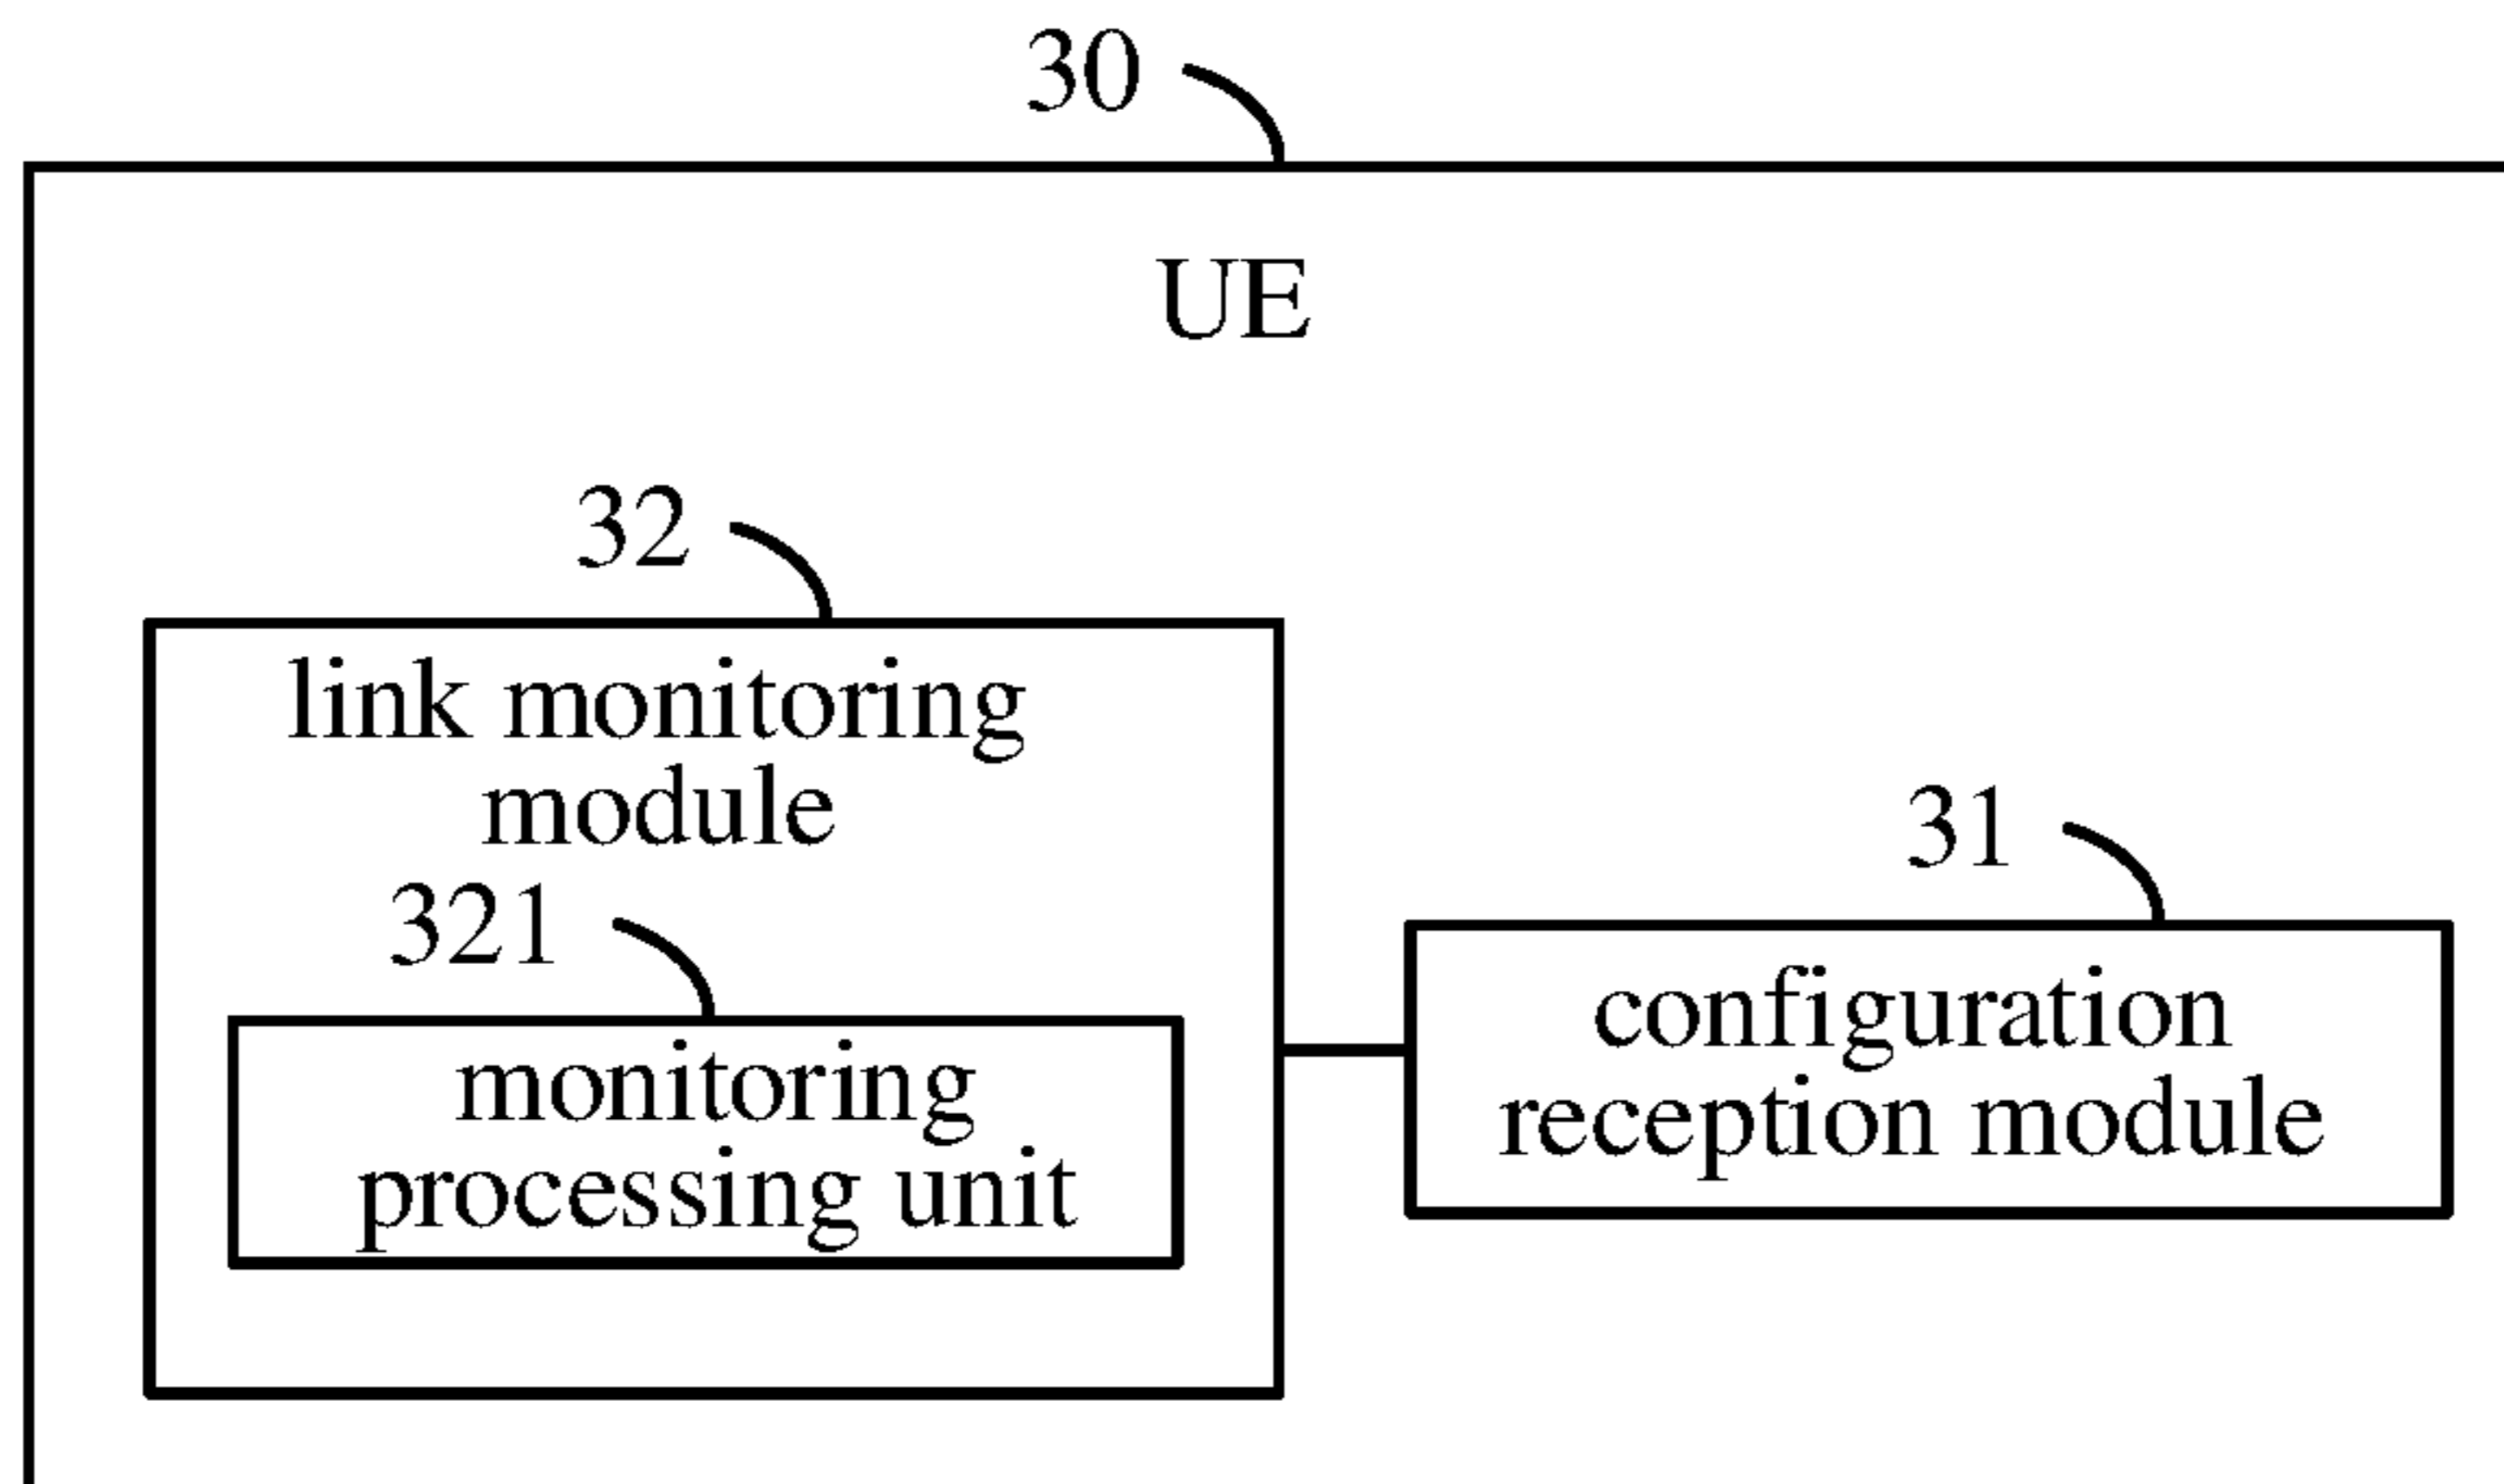 30
UE
32
link monitoring
module
321
monitoring
processing unit
31
configuration
reception module